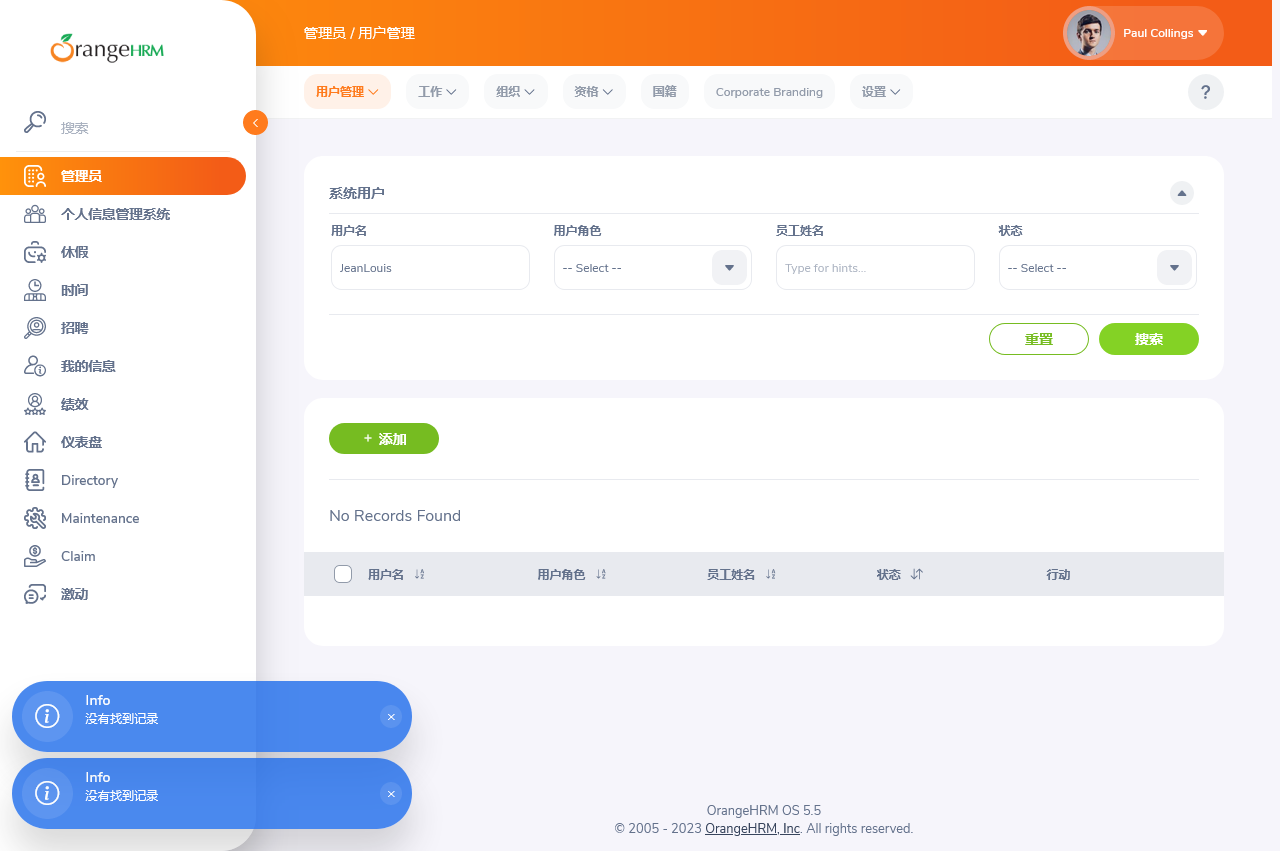 OrangeHRM
管理员 / 用户管理
Paul Collings
用户管理
工作
组织
资格
国籍
Corporate Branding
设置
?
搜索
管理员
个人信息管理系统
休假
时间
招聘
我的信息
绩效
仪表盘
Directory
Maintenance
Claim
激动
系统用户
用户名
用户角色
员工姓名
状态
JeanLouis
-- Select --
Type for hints...
-- Select --
重置
搜索
+ 添加
No Records Found
用户名
用户角色
员工姓名
状态
行动
Info
没有找到记录
Info
没有找到记录
OrangeHRM OS 5.5
© 2005 - 2023 OrangeHRM, Inc. All rights reserved.